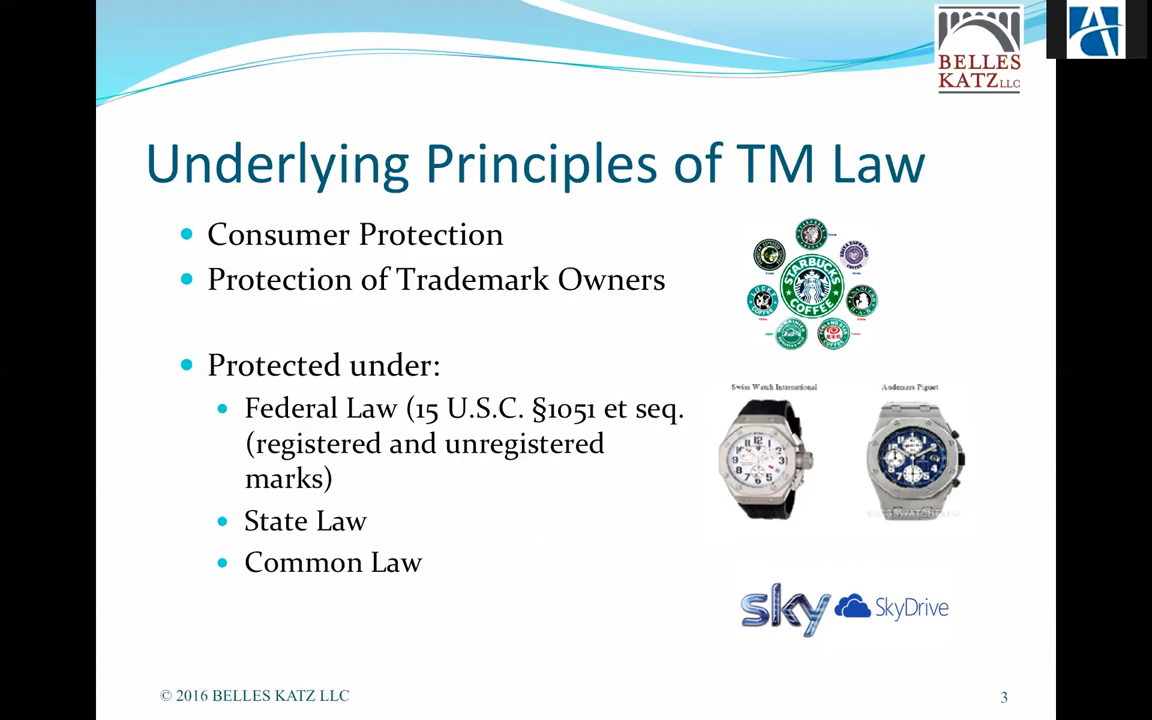 BELLES
KATZ LLC
Underlying Principles of TM Law
Consumer Protection
Protection of Trademark Owners
STARBUCKS
COFFEE
Protected under:
Federal Law (15 U.S.C. §1051 et seq.
(registered and unregistered
marks)
State Law
Common Law
Swiss Watch International
Audemars Piguet
sky
SkyDrive
© 2016 BELLES KATZ LLC
3